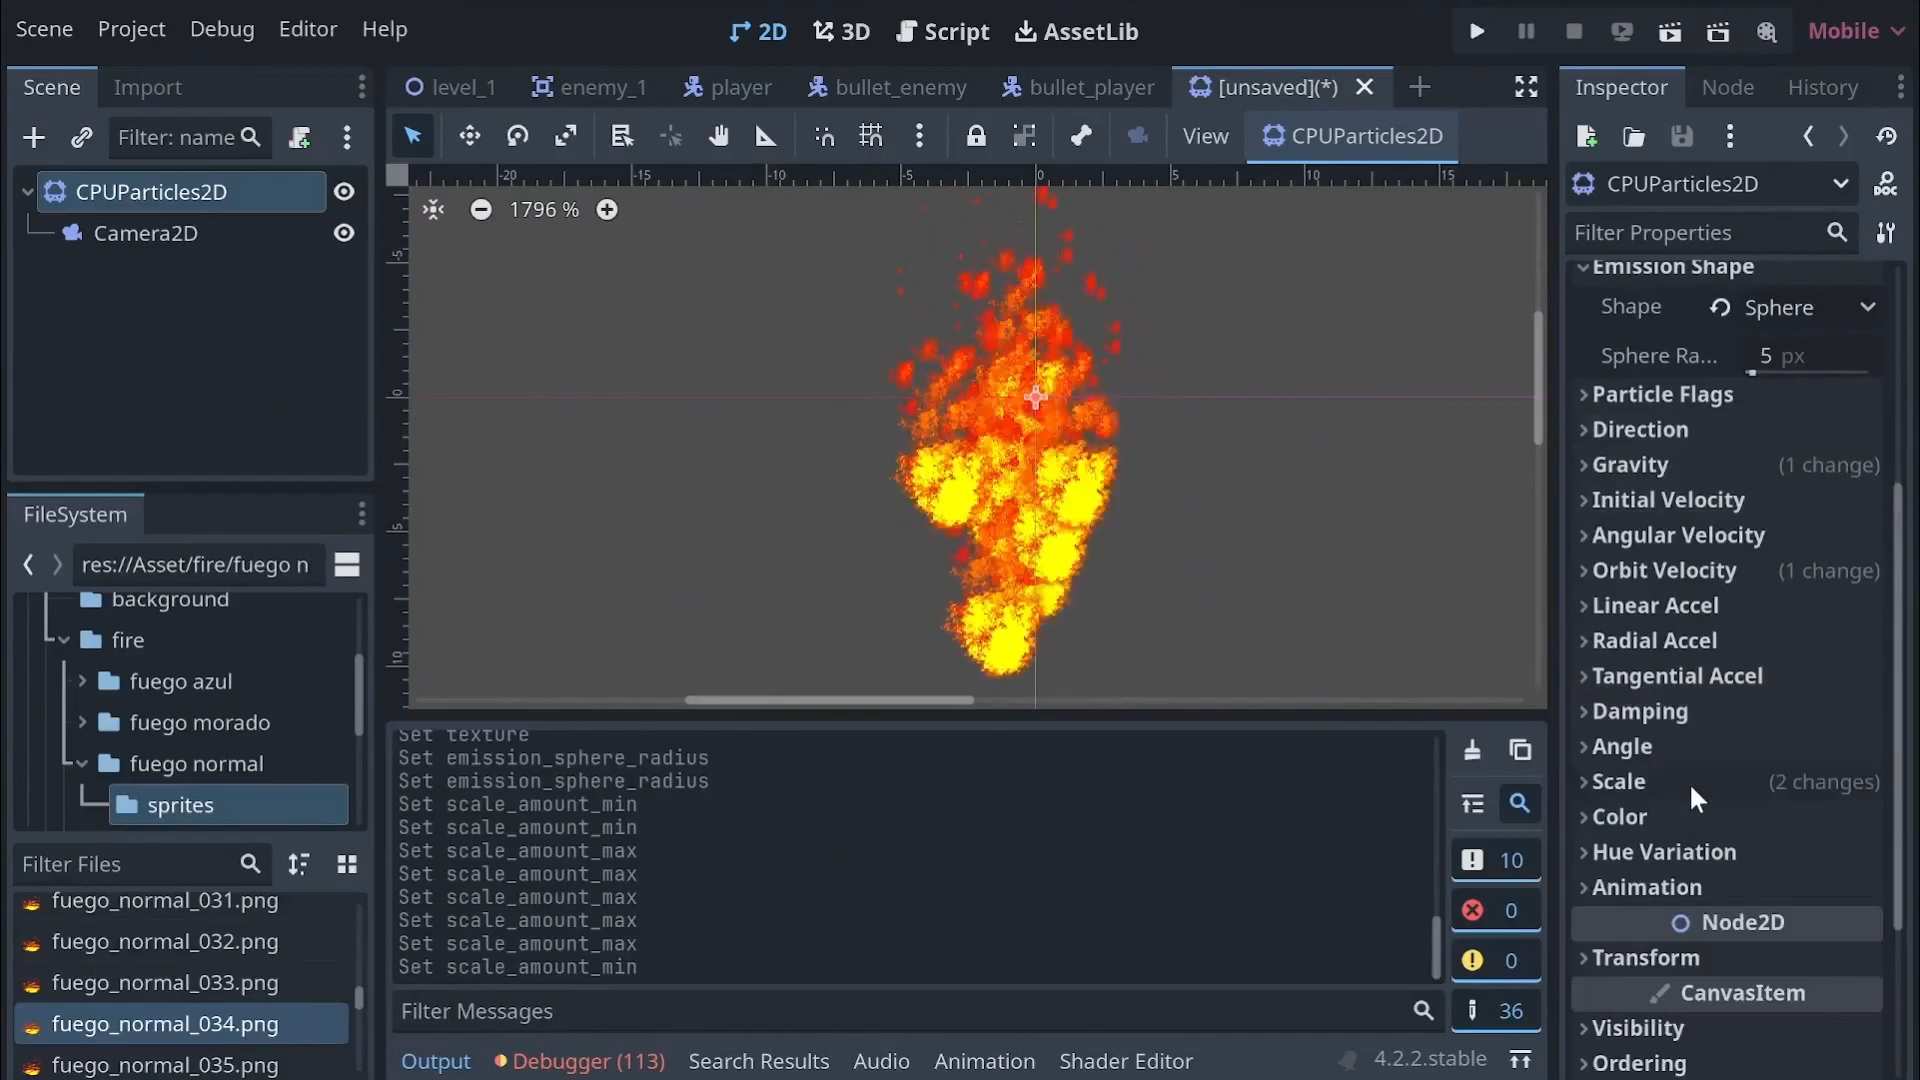 Scene Project Debug Editor Help
2D 3D Script AssetLib
Mobile
Scene Import
level_1 enemy_1 player bullet_enemy bullet_player [unsaved](*)
Inspector Node History
Filter: name
View CPUParticles2D
CPUParticles2D
Camera2D
-20 -15 -10 -5 0 5 10 15
1796 %
-5
0
5
10
CPUParticles2D
DOC
Filter Properties
Emission Shape
Shape Sphere
Sphere Ra... 5 px
Particle Flags
Direction
Gravity (1 change)
Initial Velocity
Angular Velocity
Orbit Velocity (1 change)
Linear Accel
Radial Accel
Tangential Accel
Damping
Angle
Scale (2 changes)
Color
Hue Variation
Animation
Node2D
Transform
CanvasItem
Visibility
Ordering
FileSystem
res://Asset/fire/fuego n
background
fire
fuego azul
fuego morado
fuego normal
sprites
Filter Files
fuego_normal_031.png
fuego_normal_032.png
fuego_normal_033.png
fuego_normal_034.png
fuego_normal_035.png
Set texture
Set emission_sphere_radius
Set emission_sphere_radius
Set scale_amount_min
Set scale_amount_min
Set scale_amount_max
Set scale_amount_max
Set scale_amount_max
Set scale_amount_max
Set scale_amount_max
Set scale_amount_min
10
0
0
36
Filter Messages
Output Debugger (113) Search Results Audio Animation Shader Editor 4.2.2.stable